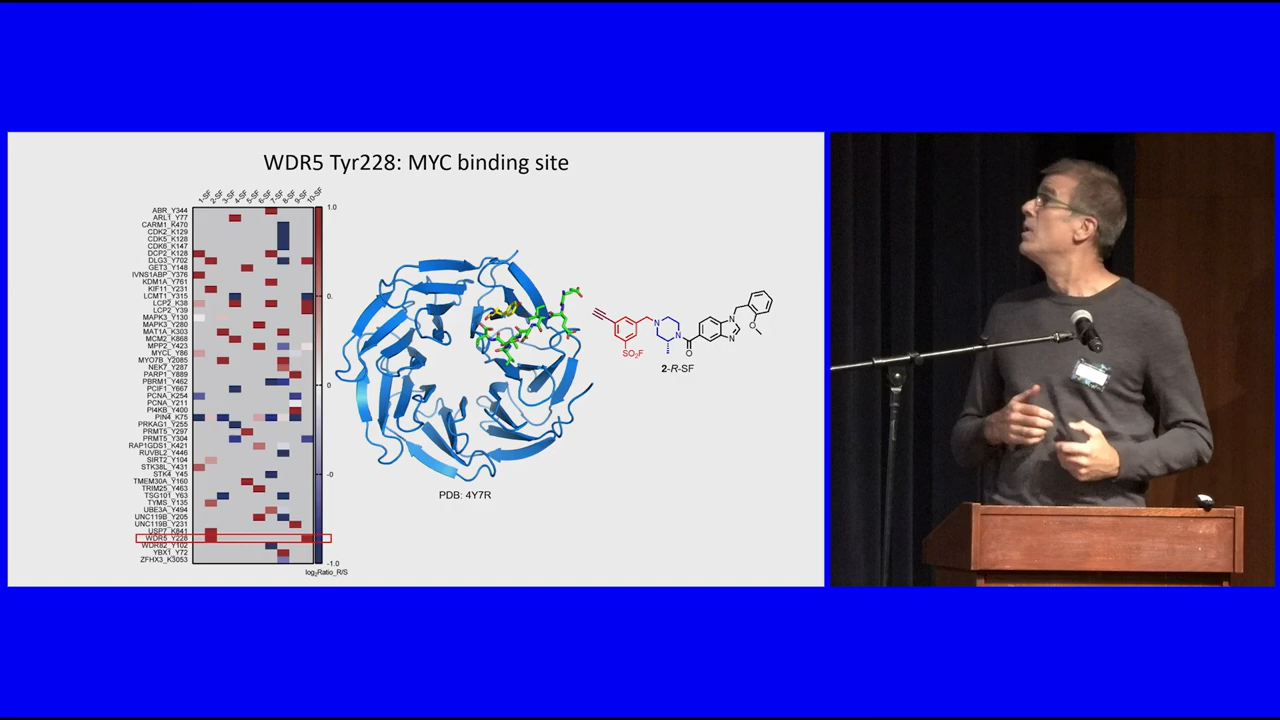 WDR5 Tyr228: MYC binding site
1-SF
2-SF
3-SF
4-SF
5-SF
6-SF
7-SF
8-SF
9-SF
10-SF
ABR_Y344
ARL1_Y77
CARM1_K470
CDK2_K129
CDK5_K128
CDK6_K147
DCP2_K128
DLG3_Y702
GET3_Y148
IVNS1ABP_Y376
KDM1A_Y761
KIF11_Y231
LCMT1_Y315
LCP2_K38
LCP2_Y39
MAPK3_Y130
MAPK3_Y280
MAT1A_K303
MCM2_K868
MPP2_Y423
MYCL_Y86
MYO7B_Y2085
NEK7_Y287
PARP1_Y889
PBRM1_Y462
PCIF1_Y667
PCNA_K254
PCNA_Y211
PI4KB_Y400
PIN4_K75
PRKAG1_Y255
PRMT5_Y297
PRMT5_Y304
RAP1GDS1_K421
RUVBL2_Y446
SIRT2_Y104
STK38L_Y431
STK4_Y45
TMEM30A_Y160
TRIM25_Y463
TSG101_Y63
TYMS_Y135
UBE3A_Y494
UNC119B_Y205
UNC119B_Y231
USP7_K841
WDR5_Y228
WDR82_Y102
YBX1_Y72
ZFHX3_K3053
1.0
0.
0
-0
-1.0
log2Ratio_R/S
PDB: 4Y7R
N
N
N
N
O
O
SO2F
2-R-SF